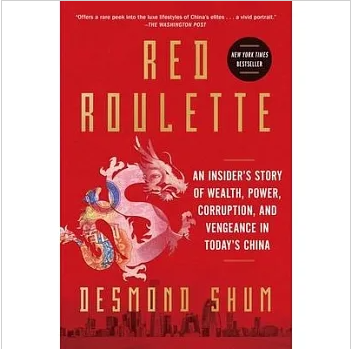 "Offers a rare peek into the luxe lifestyles of China's elites . . . a vivid portrait."
—THE WASHINGTON POST
RED
ROULETTE
NEW YORK TIMES
BESTSELLER
AN INSIDER'S STORY
OF WEALTH, POWER,
CORRUPTION, AND
VENGEANCE IN
TODAY'S CHINA
DESMOND SHUM